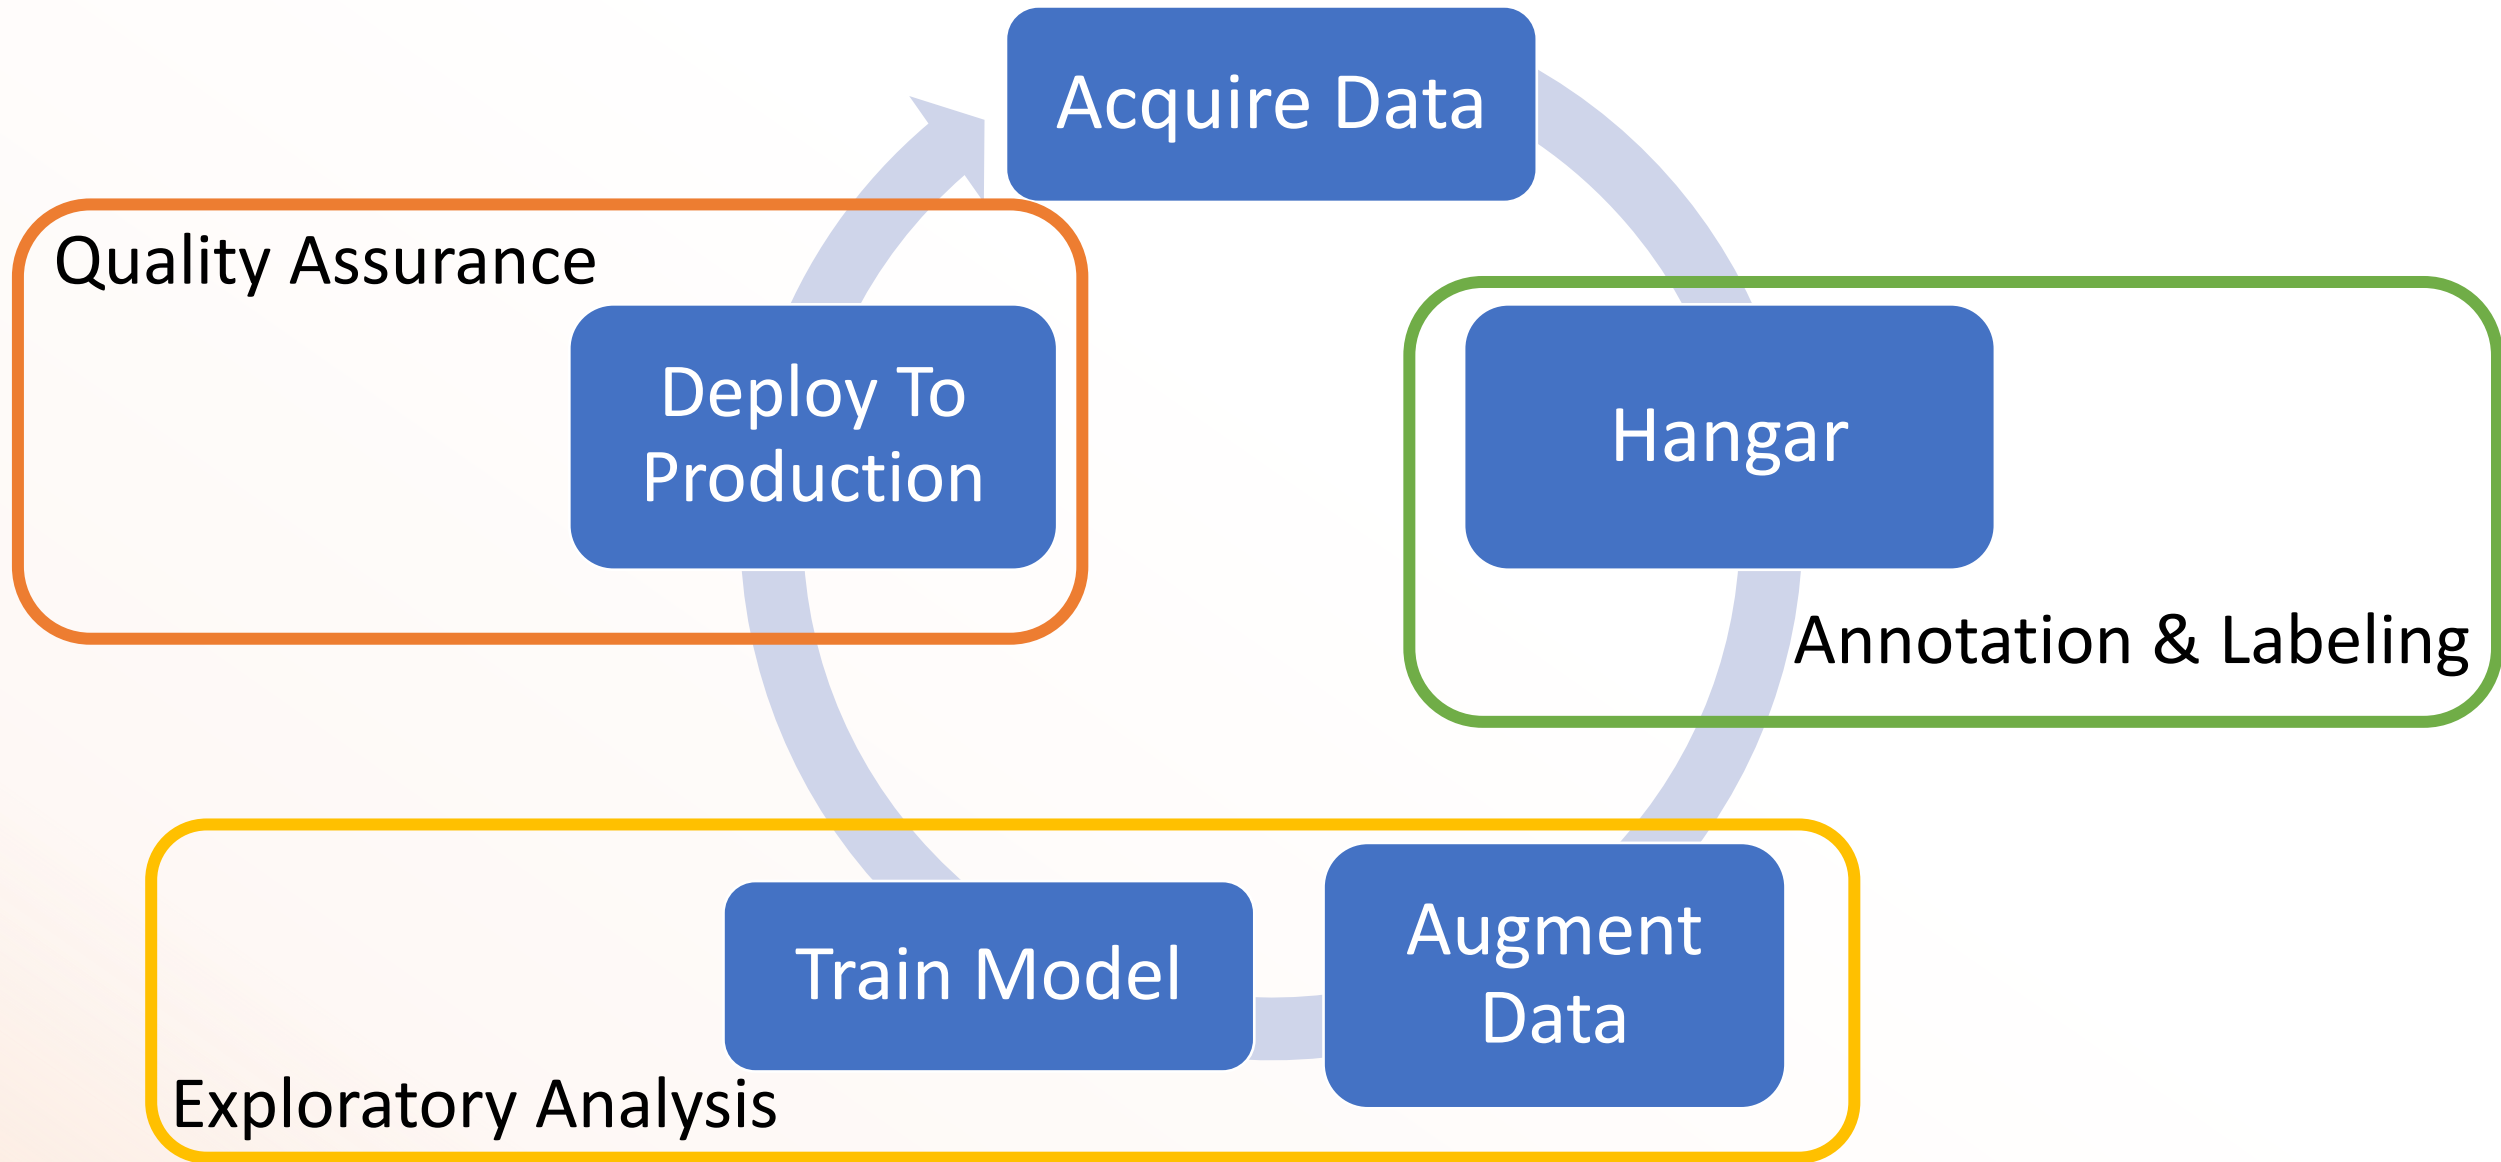 Acquire Data
Quality Assurance
Deploy To
Production
Hangar
Annotation & Labeling
Train Model
Augment
Data
Exploratory Analysis